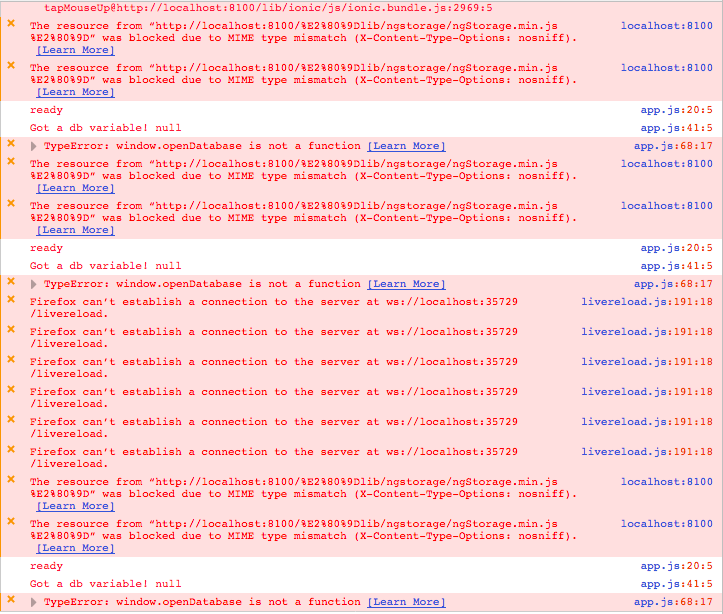 tapMouseUp@http://localhost:8100/lib/ionic/js/ionic.bundle.js:2969:5
The resource from “http://localhost:8100/%E2%80%9Dlib/ngstorage/ngStorage.min.js localhost:8100
%E2%80%9D” was blocked due to MIME type mismatch (X-Content-Type-Options: nosniff).
[Learn More]
The resource from “http://localhost:8100/%E2%80%9Dlib/ngstorage/ngStorage.min.js localhost:8100
%E2%80%9D” was blocked due to MIME type mismatch (X-Content-Type-Options: nosniff).
[Learn More]
ready app.js:20:5
Got a db variable! null app.js:41:5
TypeError: window.openDatabase is not a function [Learn More] app.js:68:17
The resource from “http://localhost:8100/%E2%80%9Dlib/ngstorage/ngStorage.min.js localhost:8100
%E2%80%9D” was blocked due to MIME type mismatch (X-Content-Type-Options: nosniff).
[Learn More]
The resource from “http://localhost:8100/%E2%80%9Dlib/ngstorage/ngStorage.min.js localhost:8100
%E2%80%9D” was blocked due to MIME type mismatch (X-Content-Type-Options: nosniff).
[Learn More]
ready app.js:20:5
Got a db variable! null app.js:41:5
TypeError: window.openDatabase is not a function [Learn More] app.js:68:17
Firefox can’t establish a connection to the server at ws://localhost:35729 livereload.js:191:18
/livereload.
Firefox can’t establish a connection to the server at ws://localhost:35729 livereload.js:191:18
/livereload.
Firefox can’t establish a connection to the server at ws://localhost:35729 livereload.js:191:18
/livereload.
Firefox can’t establish a connection to the server at ws://localhost:35729 livereload.js:191:18
/livereload.
Firefox can’t establish a connection to the server at ws://localhost:35729 livereload.js:191:18
/livereload.
Firefox can’t establish a connection to the server at ws://localhost:35729 livereload.js:191:18
/livereload.
The resource from “http://localhost:8100/%E2%80%9Dlib/ngstorage/ngStorage.min.js localhost:8100
%E2%80%9D” was blocked due to MIME type mismatch (X-Content-Type-Options: nosniff).
[Learn More]
The resource from “http://localhost:8100/%E2%80%9Dlib/ngstorage/ngStorage.min.js localhost:8100
%E2%80%9D” was blocked due to MIME type mismatch (X-Content-Type-Options: nosniff).
[Learn More]
ready app.js:20:5
Got a db variable! null app.js:41:5
TypeError: window.openDatabase is not a function [Learn More] app.js:68:17